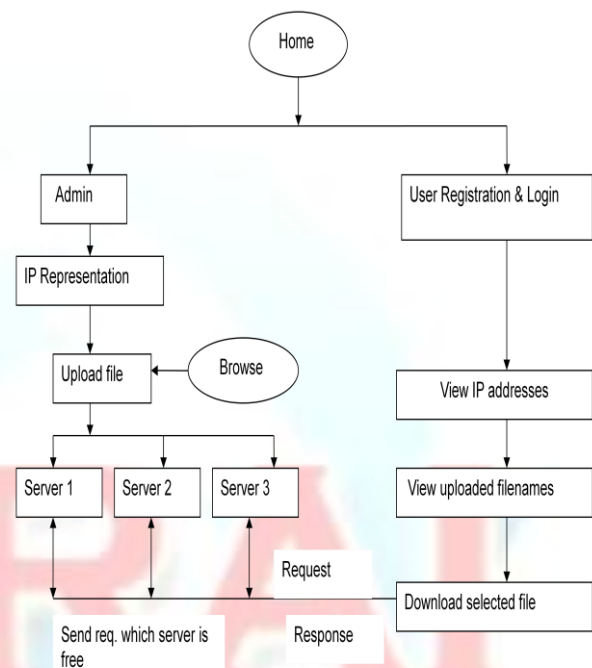 Home
Admin
User Registration & Login
IP Representation
Upload file
Browse
View IP addresses
Server 1
Server 2
Server 3
View uploaded filenames
Request
Download selected file
Send req. which server is
free
Response
RAI